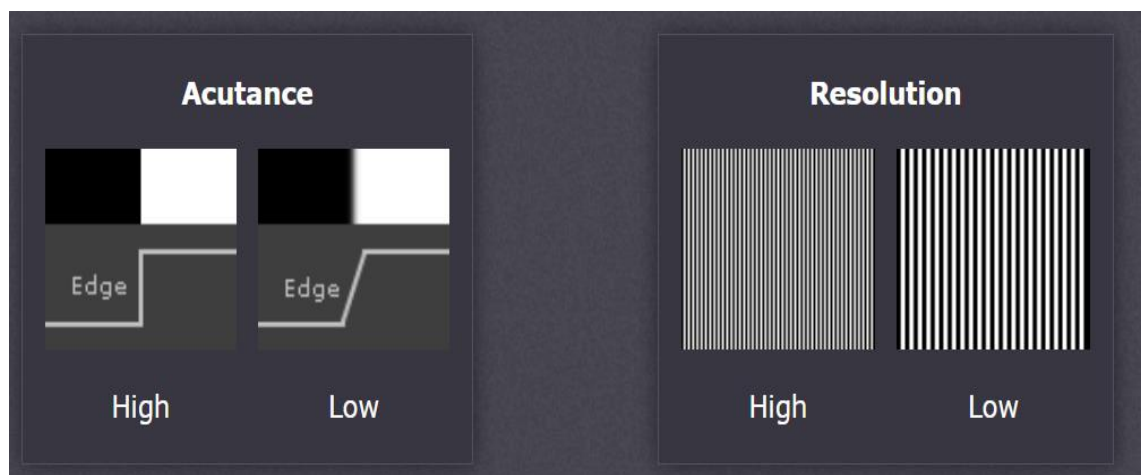 Acutance
Edge
Edge
High
Low
Resolution
High
Low